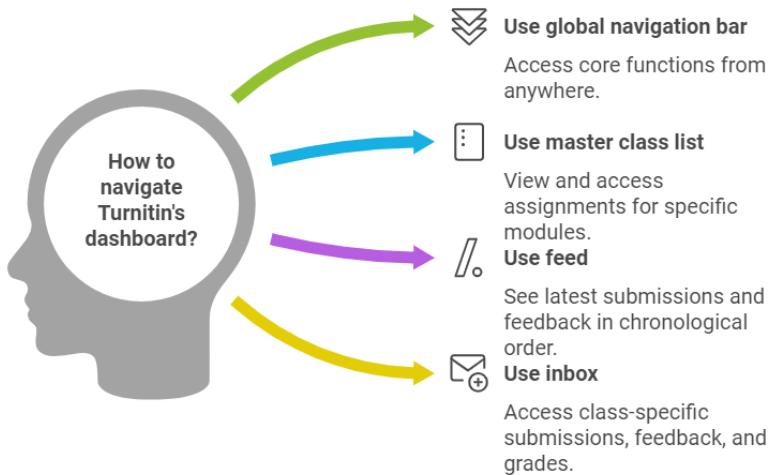 How to
navigate
Turnitin's
dashboard?
Use global navigation bar
Access core functions from
anywhere.
Use master class list
View and access
assignments for specific
modules.
Use feed
See latest submissions and
feedback in chronological
order.
Use inbox
Access class-specific
submissions, feedback, and
grades.